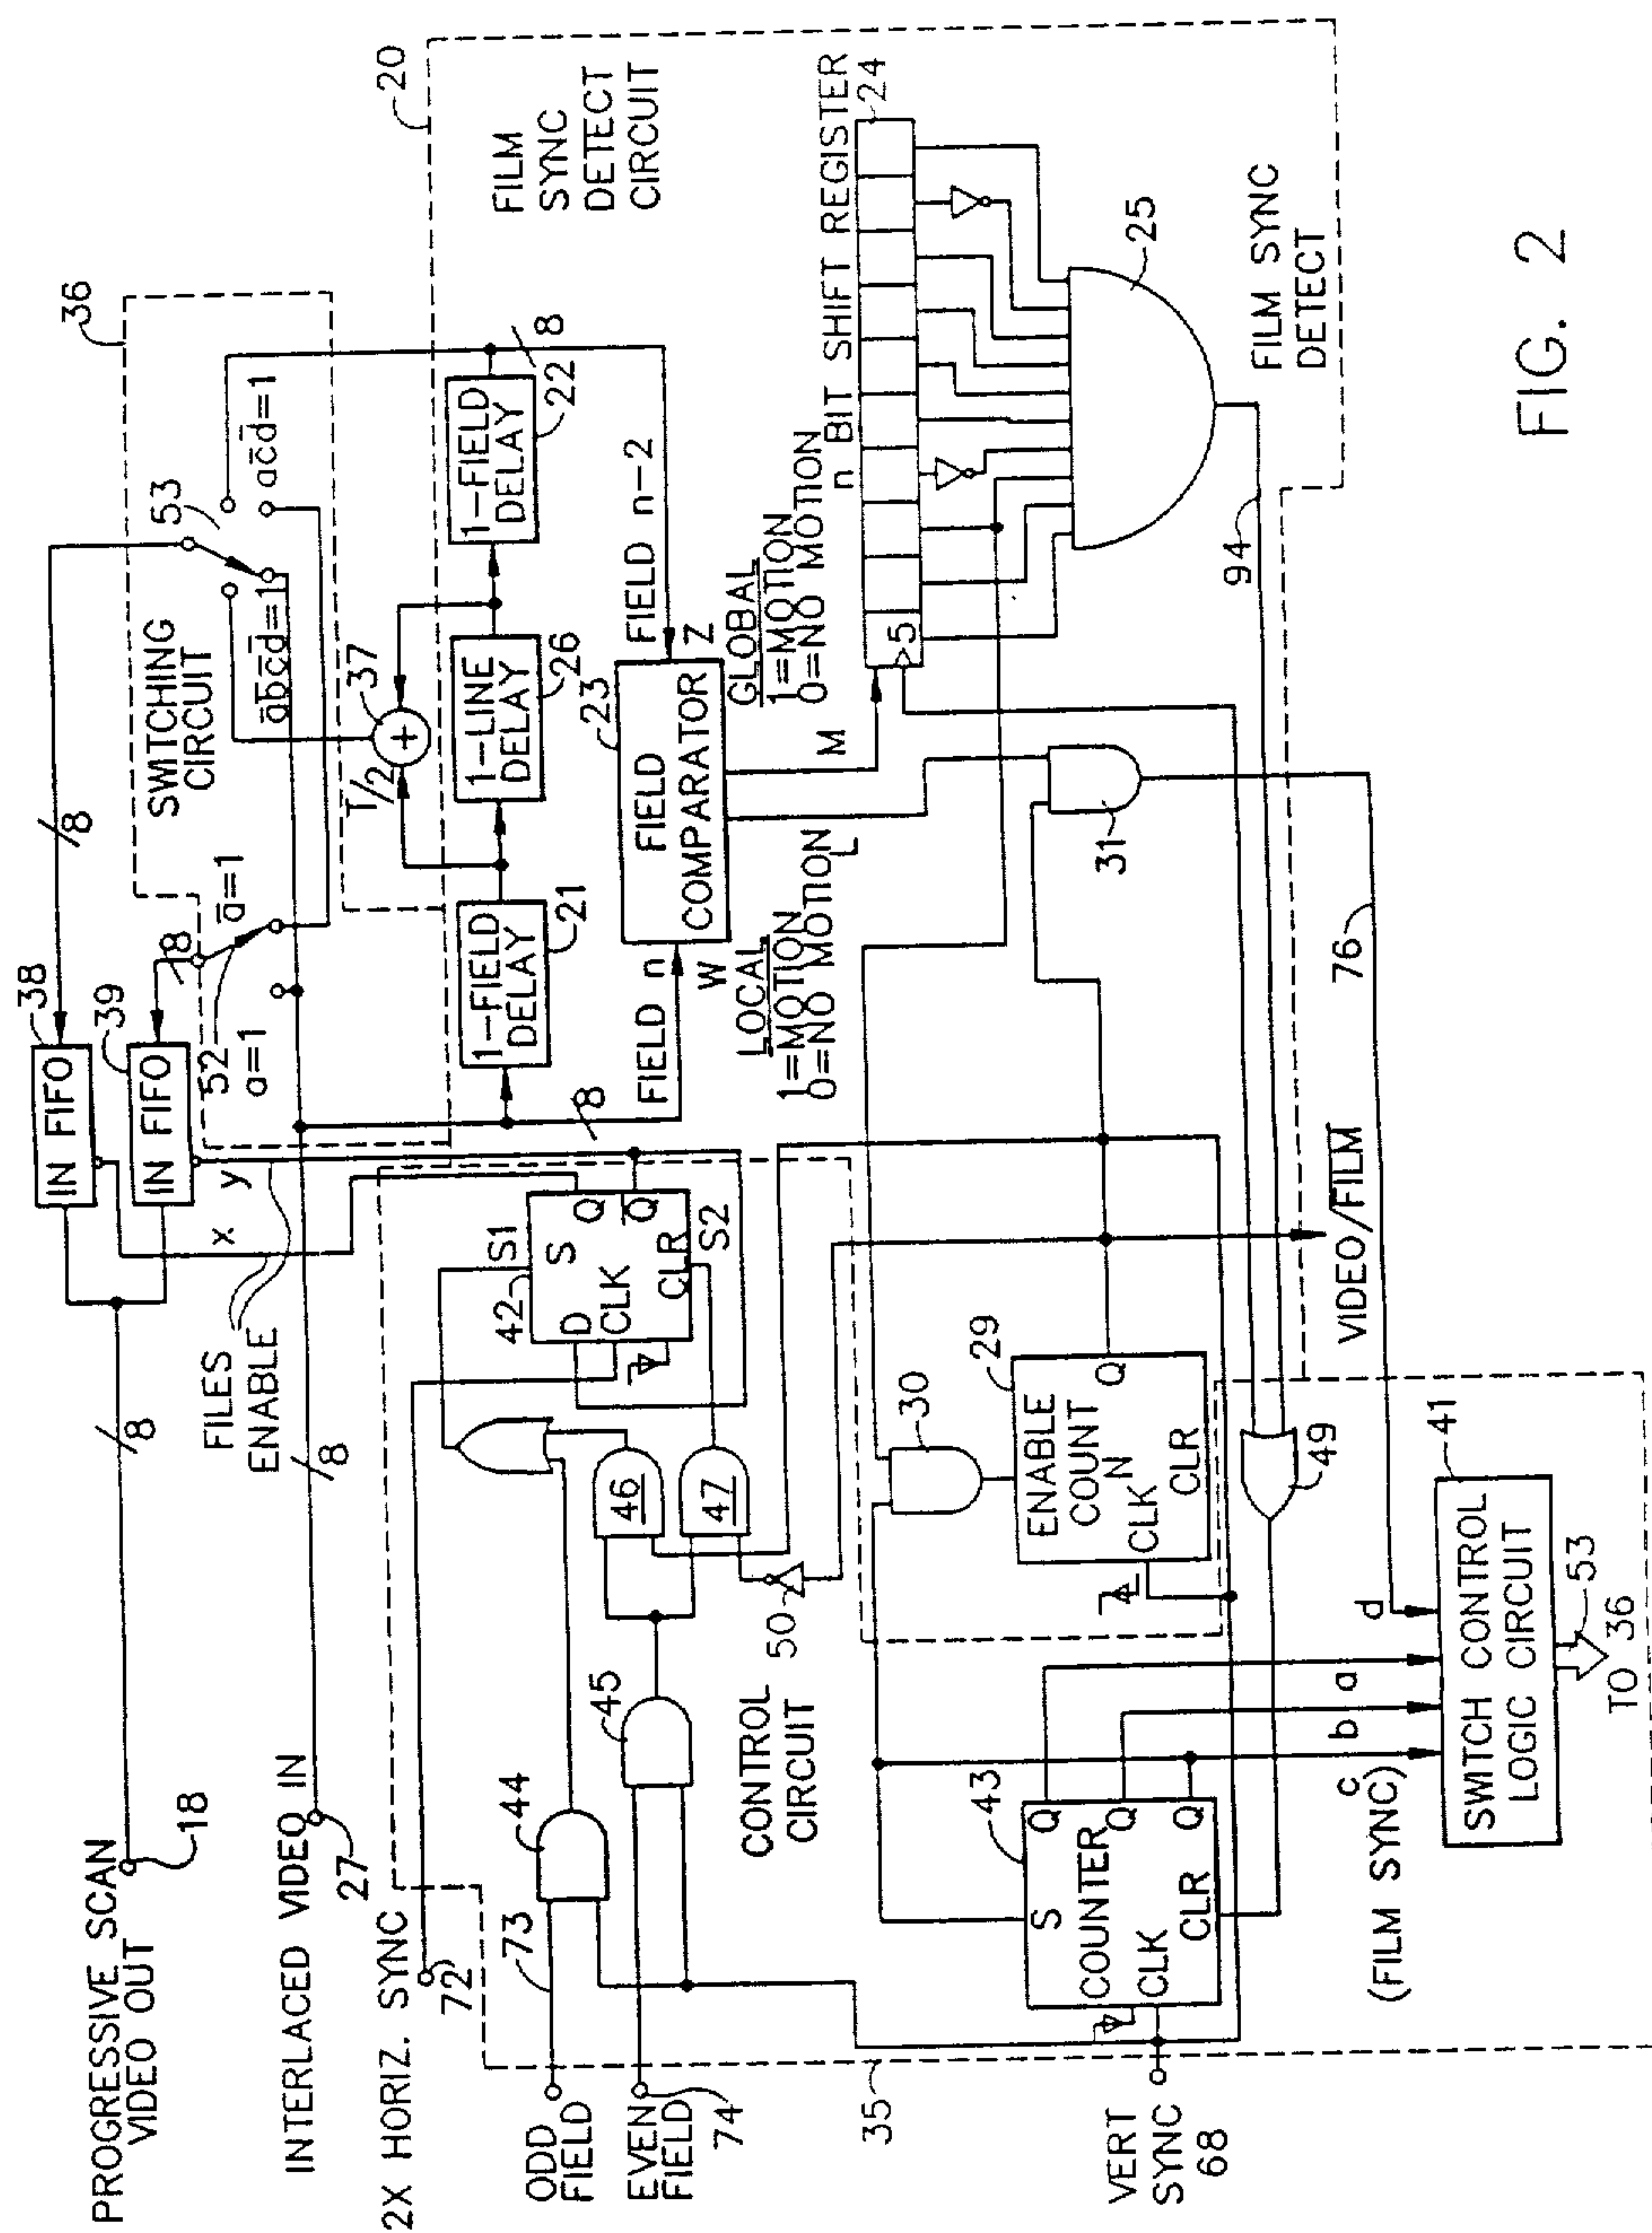 PROGRESSIVE SCAN
VIDEO OUT
18
8
FILES
ENABLE
x
y
IN FIFO
38
IN FIFO
39
8
8
52
a=1
a̅=1
SWITCHING
CIRCUIT
36
53
a̅b̅c̅d̅=1
ac̅d̅=1
INTERLACED VIDEO IN
27
8
2X HORIZ. SYNC
72
T/2
37
+
1-FIELD
DELAY
21
1-LINE
DELAY
26
1-FIELD
DELAY
22
8
8
20
FILM
SYNC
DETECT
CIRCUIT
FIELD n
W
FIELD
COMPARATOR
23
FIELD n-2
Z
LOCAL
1=MOTION
0=NO MOTION
L
M
GLOBAL
1=MOTION
0=NO MOTION
n BIT SHIFT REGISTER
24
5
25
FILM SYNC
DETECT
94
31
76
42
S1
S
D
CLK
Q
Q̅
CLR
S2
46
47
50
ODD
FIELD
73
44
EVEN
FIELD
74
45
CONTROL
CIRCUIT
35
30
29
ENABLE
COUNT
N
CLK
CLR
Q
VIDEO/F̅I̅L̅M̅
VERT
SYNC
68
43
S
COUNTER
CLK
CLR
Q
Q
Q
49
a
b
c
(FILM SYNC)
d
41
SWITCH CONTROL
LOGIC CIRCUIT
53
TO 36
FIG. 2